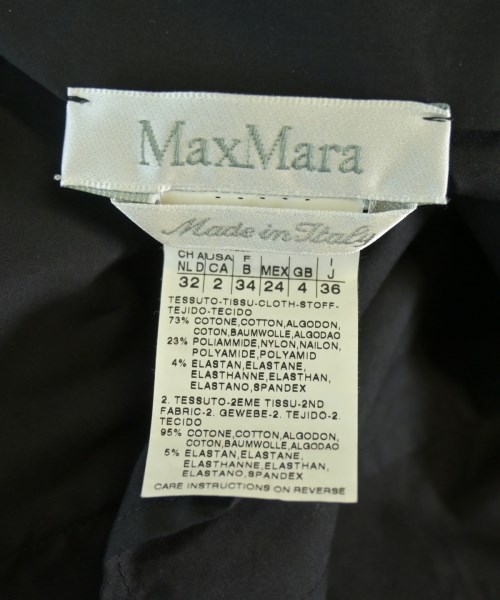 MaxMara
Made in Italy
CH A USA F I
NL D CA B MEX GB J
32 2 34 24 4 36
TESSUTO-TISSU-CLOTH-STOFF-
TEJIDO-TECIDO
73% COTONE,COTTON,ALGODON,
COTON,BAUMWOLLE,ALGODAO
23% POLIAMMIDE,NYLON,NAILON,
POLYAMIDE,POLYAMID
4% ELASTAN,ELASTANE,
ELASTHANNE,ELASTHAN,
ELASTANO,SPANDEX
2. TESSUTO-2EME TISSU-2ND
FABRIC-2. GEWEBE-2. TEJIDO-2.
TECIDO
95% COTONE,COTTON,ALGODON,
COTON,BAUMWOLLE,ALGODAO
5% ELASTAN,ELASTANE,
ELASTHANNE,ELASTHAN,
ELASTANO,SPANDEX
CARE INSTRUCTIONS ON REVERSE